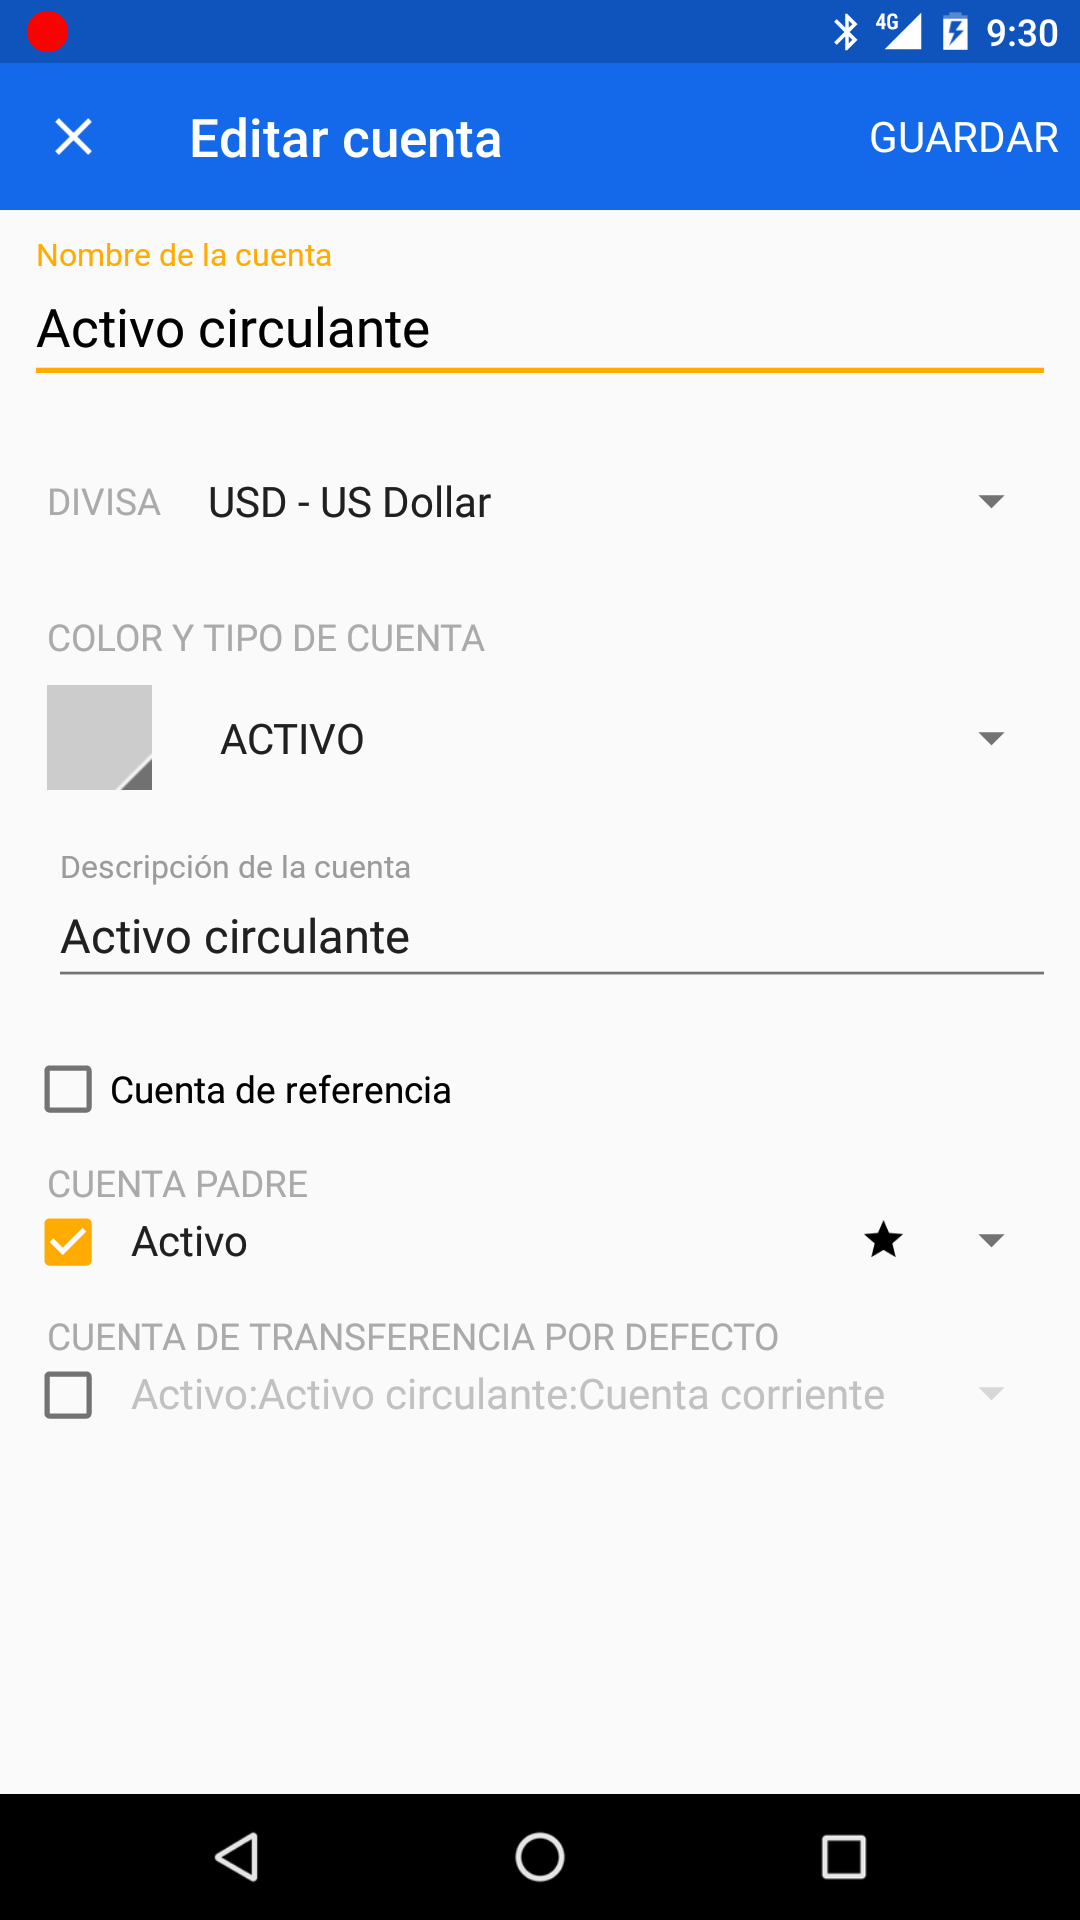 4G 9:30
Editar cuenta GUARDAR
Nombre de la cuenta
Activo circulante
DIVISA USD - US Dollar
COLOR Y TIPO DE CUENTA
ACTIVO
Descripción de la cuenta
Activo circulante
Cuenta de referencia
CUENTA PADRE
Activo
CUENTA DE TRANSFERENCIA POR DEFECTO
Activo:Activo circulante:Cuenta corriente